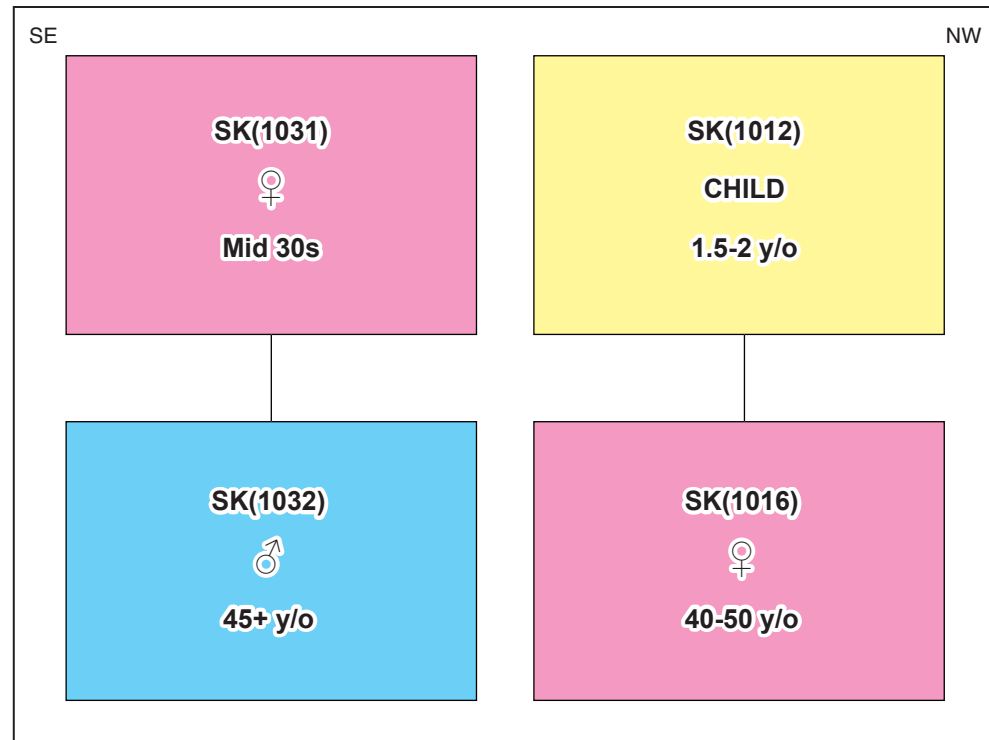 SE
NW
SK(1031)
♀
Mid 30s
SK(1012)
CHILD
1.5-2 y/o
SK(1032)
♂
45+ y/o
SK(1016)
♀
40-50 y/o